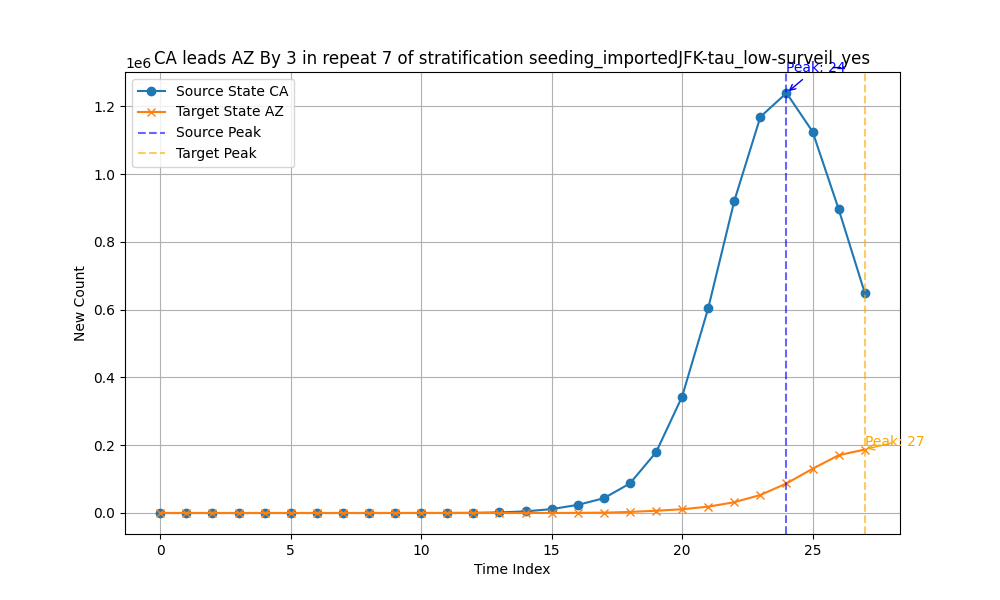 CA leads AZ By 3 in repeat 7 of stratification seeding_importedJFK-tau_low-surveil_yes
1e6
Peak: 24
Source State CA
Target State AZ
Source Peak
Target Peak
1.2
1.0
0.8
0.6
0.4
0.2
0.0
New Count
Peak: 27
0 5 10 15 20 25
Time Index